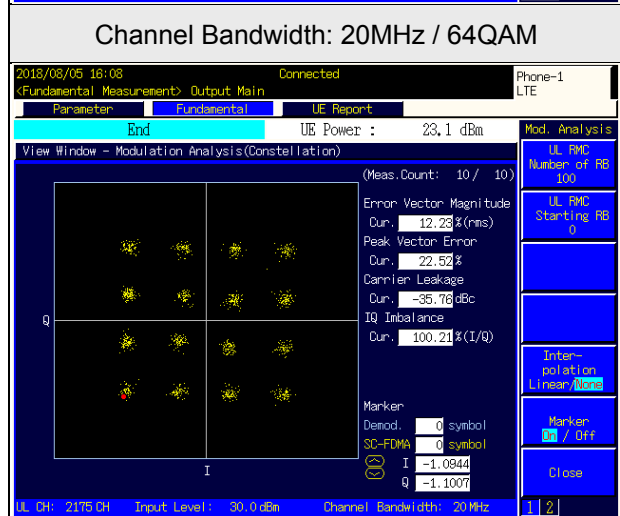 Channel Bandwidth: 20MHz / 64QAM
2018/08/05 16:08 Connected
<Fundamental Measurement> Output Main
Phone-1
LTE
Parameter Fundamental UE Report
End UE Power : 23.1 dBm
Mod. Analysis
View Window - Modulation Analysis(Constellation)
UL RMC
Number of RB
100
(Meas.Count: 10/ 10)
Error Vector Magnitude
Cur. 12.23 %(rms)
UL RMC
Starting RB
0
Peak Vector Error
Cur. 22.52 %
Carrier Leakage
Cur. -35.76 dBc
IQ Imbalance
Cur. 100.21 %(I/Q)
Q
Inter-
polation
Linear/None
Marker
Demod. 0 symbol
SC-FDMA 0 symbol
Marker
On / Off
I -1.0944
Q -1.1007
I
Close
UL CH: 2175 CH Input Level: 30.0 dBm Channel Bandwidth: 20 MHz
1 2